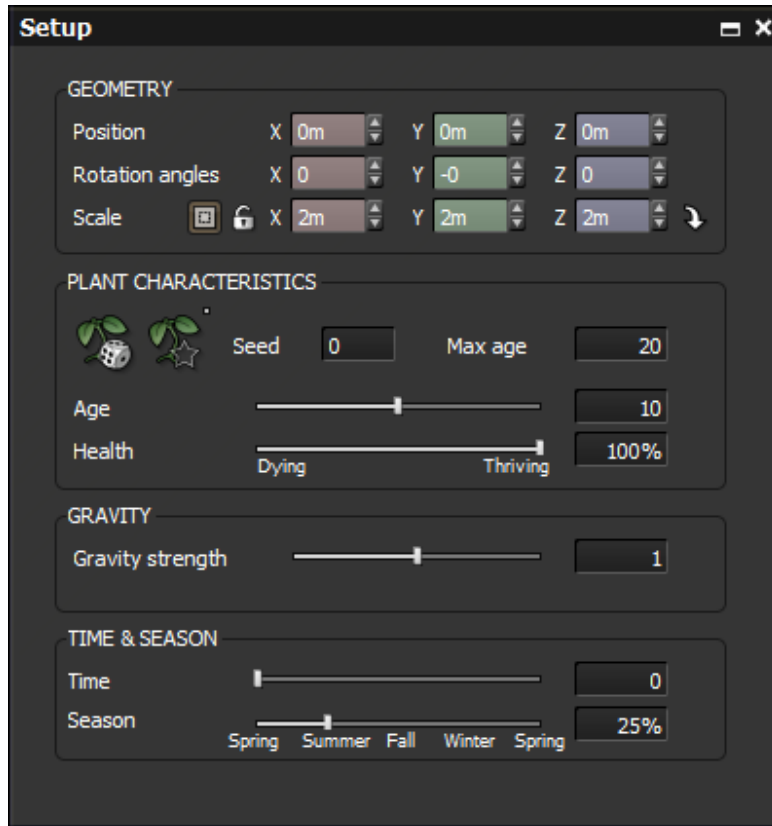 Setup
GEOMETRY
Position X 0m Y 0m Z 0m
Rotation angles X 0 Y -0 Z 0
Scale X 2m Y 2m Z 2m
PLANT CHARACTERISTICS
Seed 0 Max age 20
Age 10
Health 100%
Dying Thriving
GRAVITY
Gravity strength 1
TIME & SEASON
Time 0
Season 25%
Spring Summer Fall Winter Spring